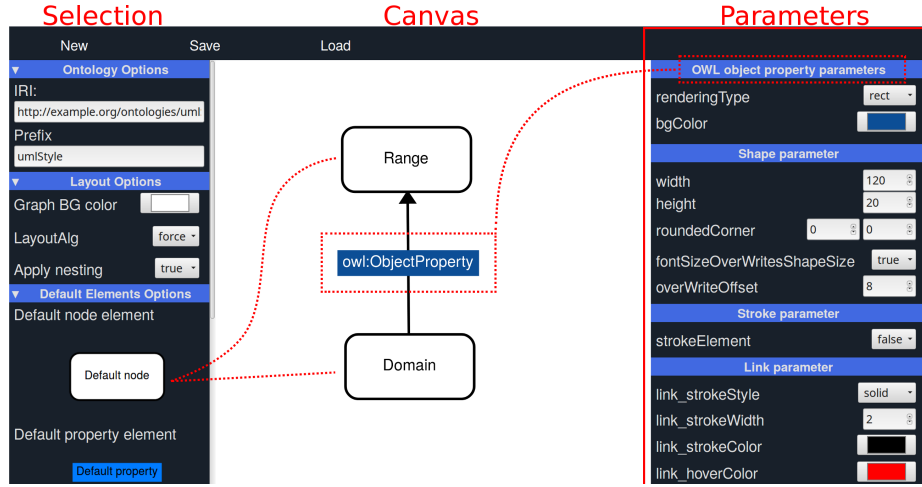 Selection
Canvas
Parameters
New
Save
Load
Ontology Options
IRI:
http://example.org/ontologies/uml
Prefix
umlStyle
Layout Options
Graph BG color
LayoutAlg force
Apply nesting true
Default Elements Options
Default node element
Default node
Default property element
Default property
Range
owl:ObjectProperty
Domain
OWL object property parameters
renderingType rect
bgColor
Shape parameter
width 120
height 20
roundedCorner 0 0
fontSizeOverWritesShapeSize true
overWriteOffset 8
Stroke parameter
strokeElement false
Link parameter
link_strokeStyle solid
link_strokeWidth 2
link_strokeColor
link_hoverColor